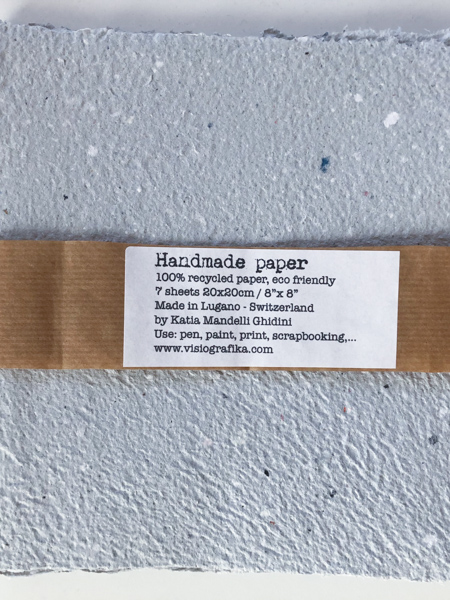 Handmade paper
100% recycled paper, eco friendly
7 sheets 20x20cm / 8"x 8"
Made in Lugano - Switzerland
by Katia Mandelli Ghidini
Use: pen, paint, print, scrapbooking,...
www.visiografika.com